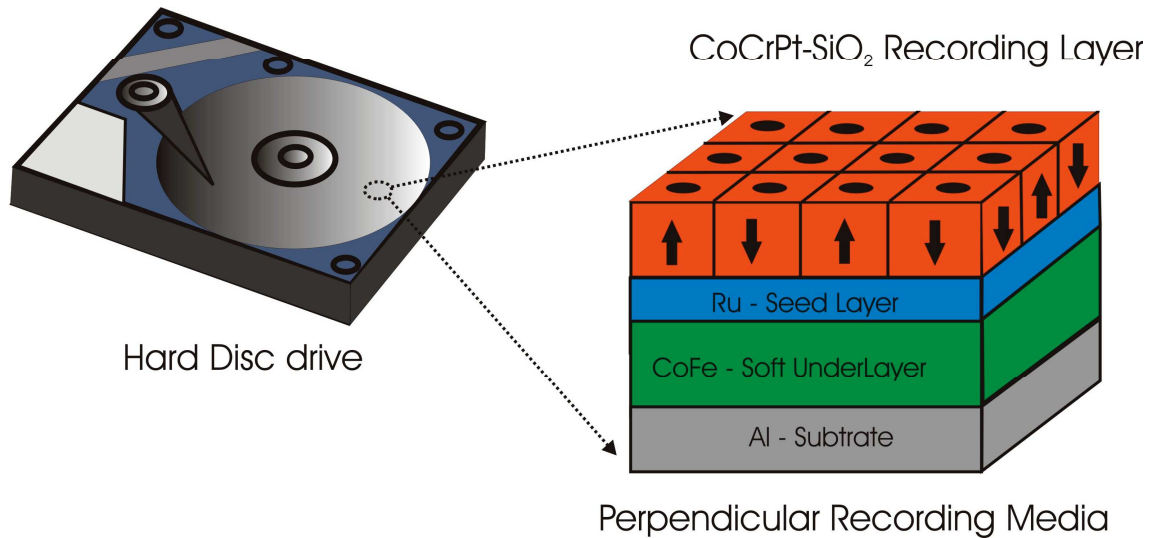 CoCrPt-SiO₂ Recording Layer
Ru - Seed Layer
CoFe - Soft UnderLayer
Al - Subtrate
Hard Disc drive
Perpendicular Recording Media